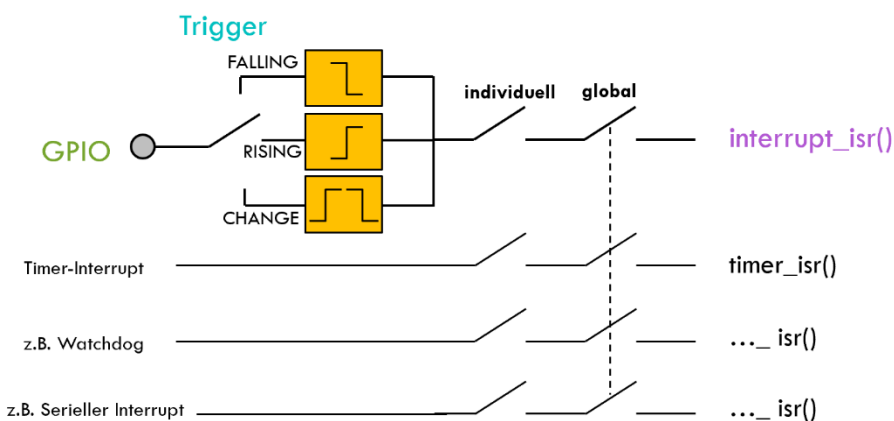 Trigger
FALLING
individuell
global
GPIO
RISING
interrupt_isr()
CHANGE
Timer-Interrupt
timer_isr()
z.B. Watchdog
..._ isr()
z.B. Serieller Interrupt
..._ isr()